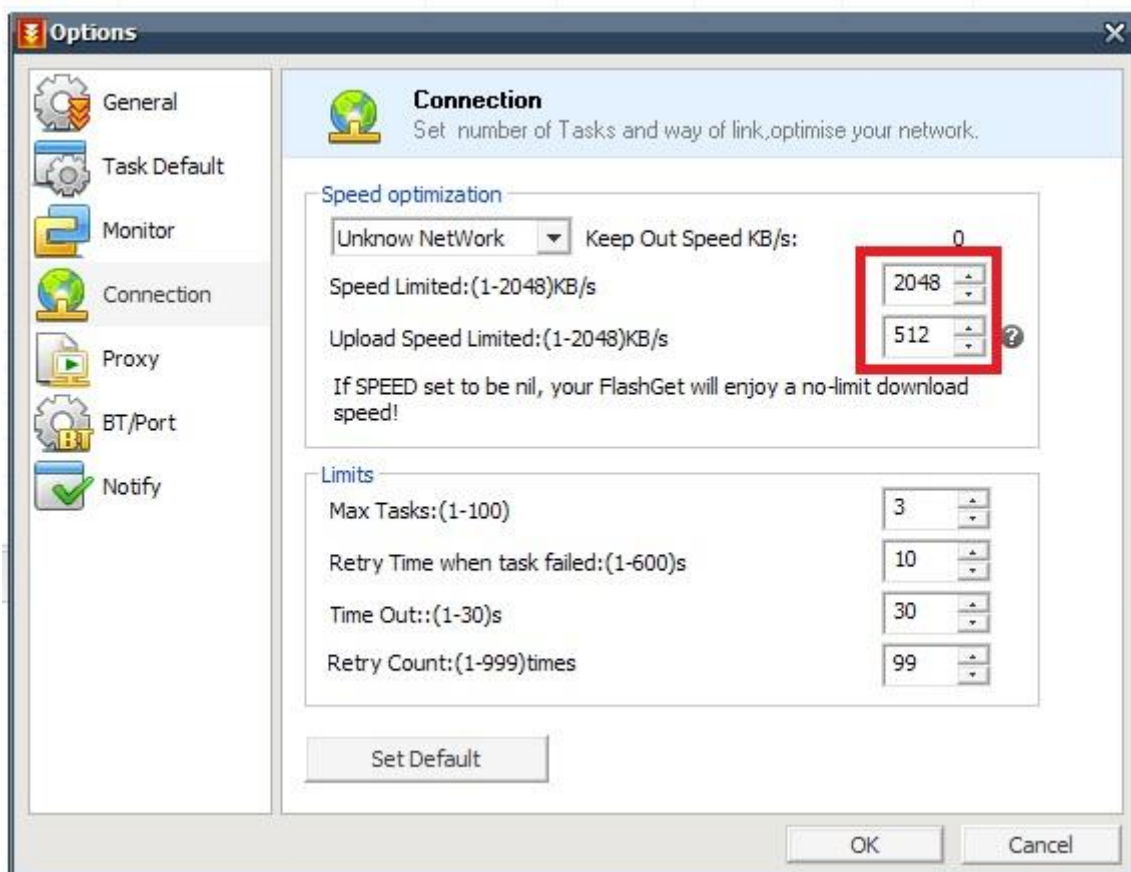 Options
General
Task Default
Monitor
Connection
Proxy
BT/Port
BT
Notify
Connection
Set number of Tasks and way of link,optimise your network.
Speed optimization
Unknow NetWork Keep Out Speed KB/s: 0
Speed Limited:(1-2048)KB/s 2048
Upload Speed Limited:(1-2048)KB/s 512 ?
If SPEED set to be nil, your FlashGet will enjoy a no-limit download
speed!
Limits
Max Tasks:(1-100) 3
Retry Time when task failed:(1-600)s 10
Time Out::(1-30)s 30
Retry Count:(1-999)times 99
Set Default
OK Cancel